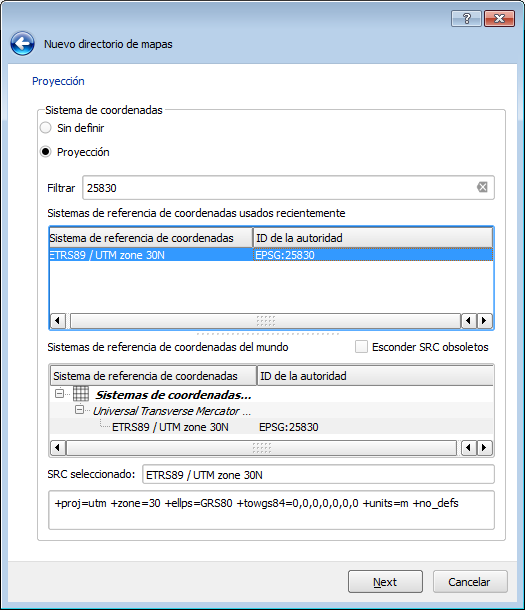 Nuevo directorio de mapas
Proyección
Sistema de coordenadas
Sin definir
Proyección
Filtrar 25830
Sistemas de referencia de coordenadas usados recientemente
Sistema de referencia de coordenadas ID de la autoridad
ETRS89 / UTM zone 30N EPSG:25830
Sistemas de referencia de coordenadas del mundo Esconder SRC obsoletos
Sistema de referencia de coordenadas ID de la autoridad
Sistemas de coordenadas...
Universal Transverse Mercator ...
ETRS89 / UTM zone 30N EPSG:25830
SRC seleccionado: ETRS89 / UTM zone 30N
+proj=utm +zone=30 +ellps=GRS80 +towgs84=0,0,0,0,0,0,0 +units=m +no_defs
Next Cancelar